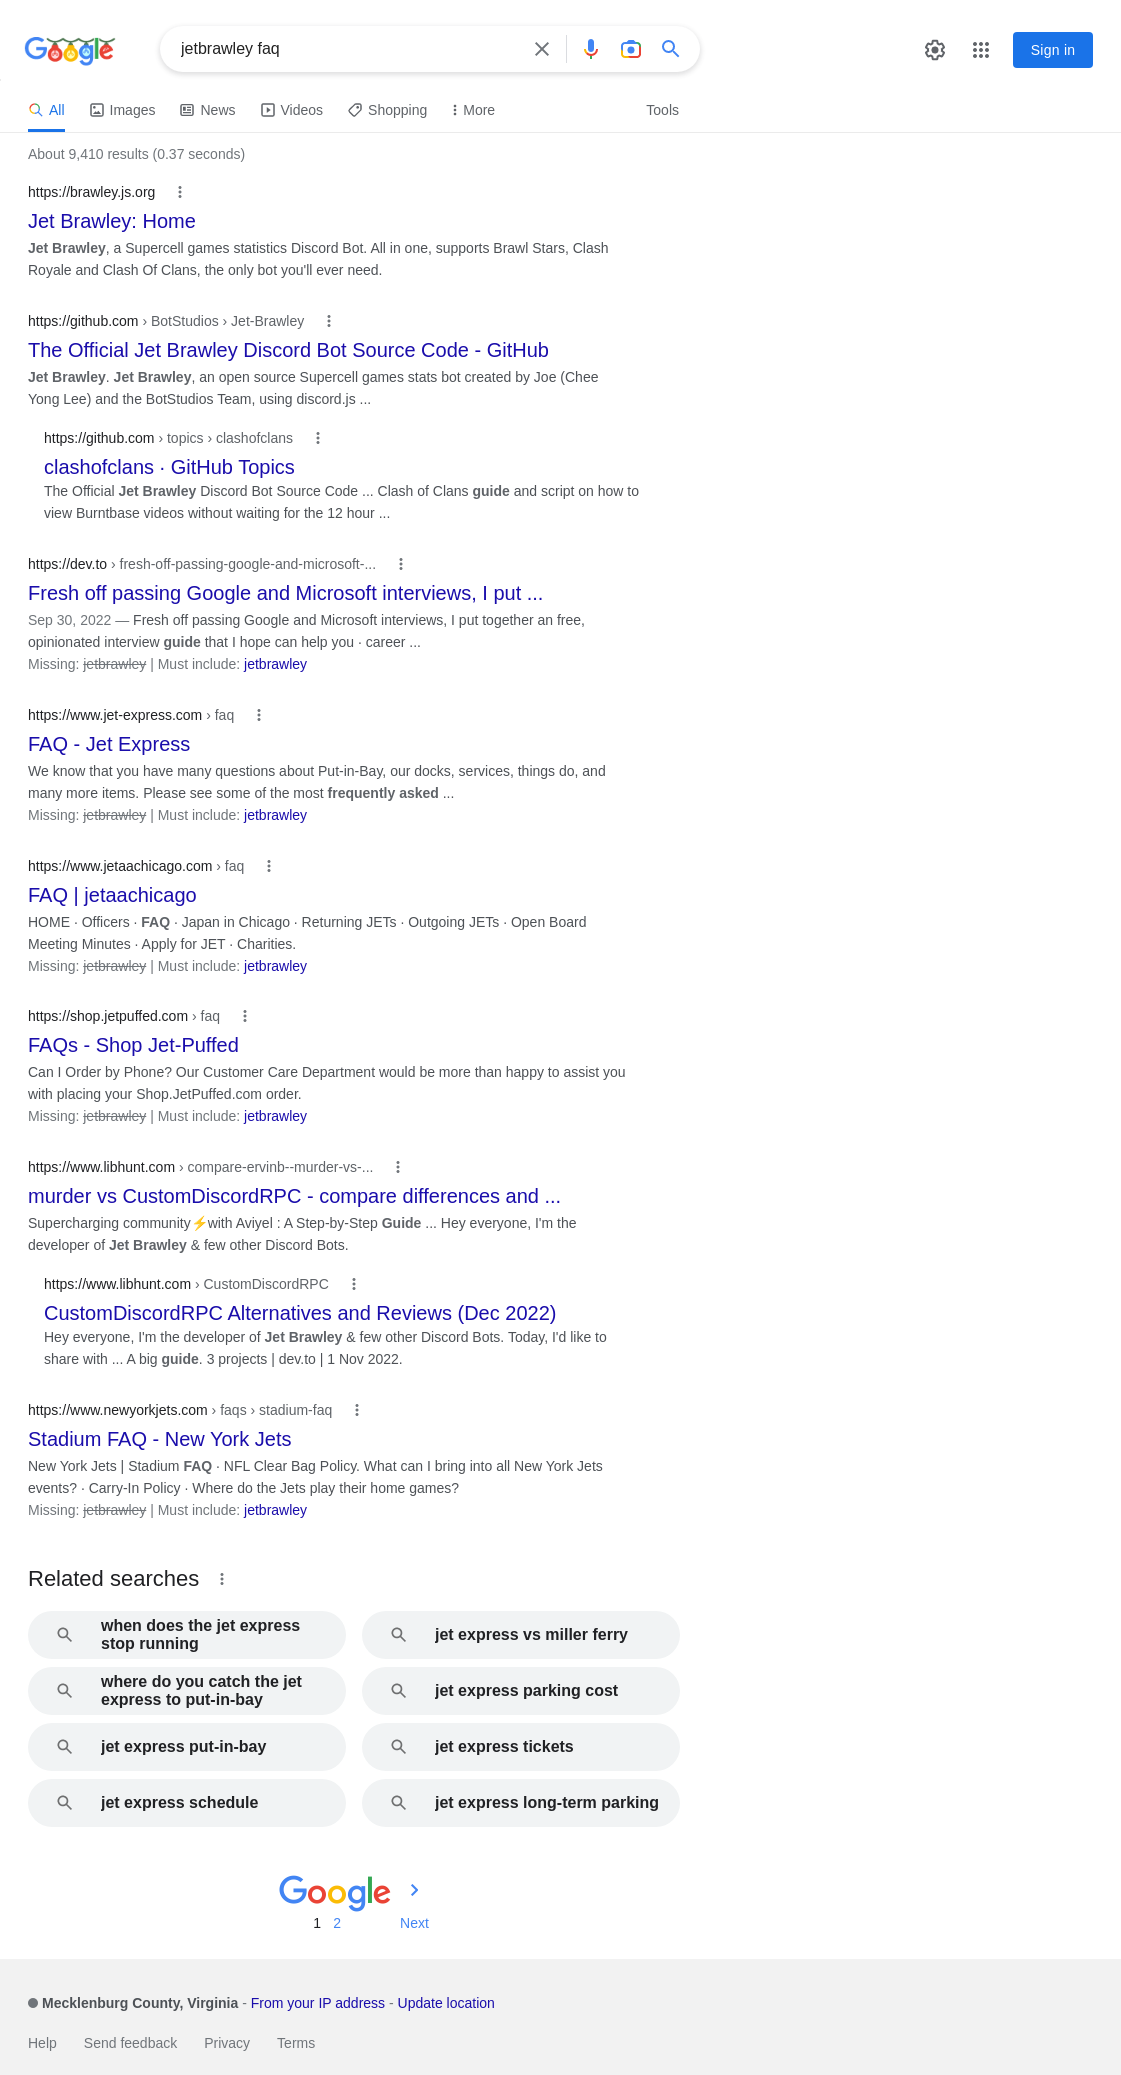 Google
jetbrawley faq
Sign in
All
Images
News
Videos
Shopping
More
Tools
About 9,410 results (0.37 seconds)
https://brawley.js.org
Jet Brawley: Home
Jet Brawley, a Supercell games statistics Discord Bot. All in one, supports Brawl Stars, Clash
Royale and Clash Of Clans, the only bot you'll ever need.
https://github.com › BotStudios › Jet-Brawley
The Official Jet Brawley Discord Bot Source Code - GitHub
Jet Brawley. Jet Brawley, an open source Supercell games stats bot created by Joe (Chee
Yong Lee) and the BotStudios Team, using discord.js ...
https://github.com › topics › clashofclans
clashofclans · GitHub Topics
The Official Jet Brawley Discord Bot Source Code ... Clash of Clans guide and script on how to
view Burntbase videos without waiting for the 12 hour ...
https://dev.to › fresh-off-passing-google-and-microsoft-...
Fresh off passing Google and Microsoft interviews, I put ...
Sep 30, 2022 — Fresh off passing Google and Microsoft interviews, I put together an free,
opinionated interview guide that I hope can help you · career ...
Missing: jetbrawley | Must include: jetbrawley
https://www.jet-express.com › faq
FAQ - Jet Express
We know that you have many questions about Put-in-Bay, our docks, services, things do, and
many more items. Please see some of the most frequently asked ...
Missing: jetbrawley | Must include: jetbrawley
https://www.jetaachicago.com › faq
FAQ | jetaachicago
HOME · Officers · FAQ · Japan in Chicago · Returning JETs · Outgoing JETs · Open Board
Meeting Minutes · Apply for JET · Charities.
Missing: jetbrawley | Must include: jetbrawley
https://shop.jetpuffed.com › faq
FAQs - Shop Jet-Puffed
Can I Order by Phone? Our Customer Care Department would be more than happy to assist you
with placing your Shop.JetPuffed.com order.
Missing: jetbrawley | Must include: jetbrawley
https://www.libhunt.com › compare-ervinb--murder-vs-...
murder vs CustomDiscordRPC - compare differences and ...
Supercharging community⚡with Aviyel : A Step-by-Step Guide ... Hey everyone, I'm the
developer of Jet Brawley & few other Discord Bots.
https://www.libhunt.com › CustomDiscordRPC
CustomDiscordRPC Alternatives and Reviews (Dec 2022)
Hey everyone, I'm the developer of Jet Brawley & few other Discord Bots. Today, I'd like to
share with ... A big guide. 3 projects | dev.to | 1 Nov 2022.
https://www.newyorkjets.com › faqs › stadium-faq
Stadium FAQ - New York Jets
New York Jets | Stadium FAQ · NFL Clear Bag Policy. What can I bring into all New York Jets
events? · Carry-In Policy · Where do the Jets play their home games?
Missing: jetbrawley | Must include: jetbrawley
Related searches
when does the jet express
stop running
jet express vs miller ferry
where do you catch the jet
express to put-in-bay
jet express parking cost
jet express put-in-bay
jet express tickets
jet express schedule
jet express long-term parking
Google
1 2 Next
Mecklenburg County, Virginia - From your IP address - Update location
Help
Send feedback
Privacy
Terms